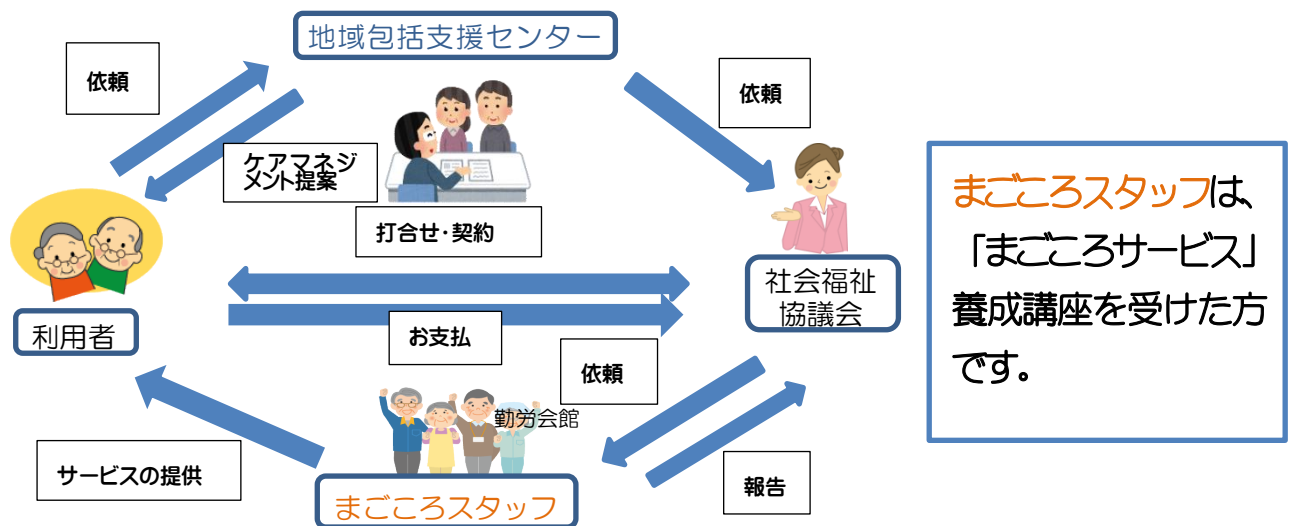 地域包括支援センター
依頼
依頼
ケアマネジ
メント提案
打合せ・契約
社会福祉
協議会
利用者
お支払
依頼
勤労会館
サービスの提供
まごころスタッフ
報告
まごころスタッフは、
「まごころサービス」
養成講座を受けた方
です。